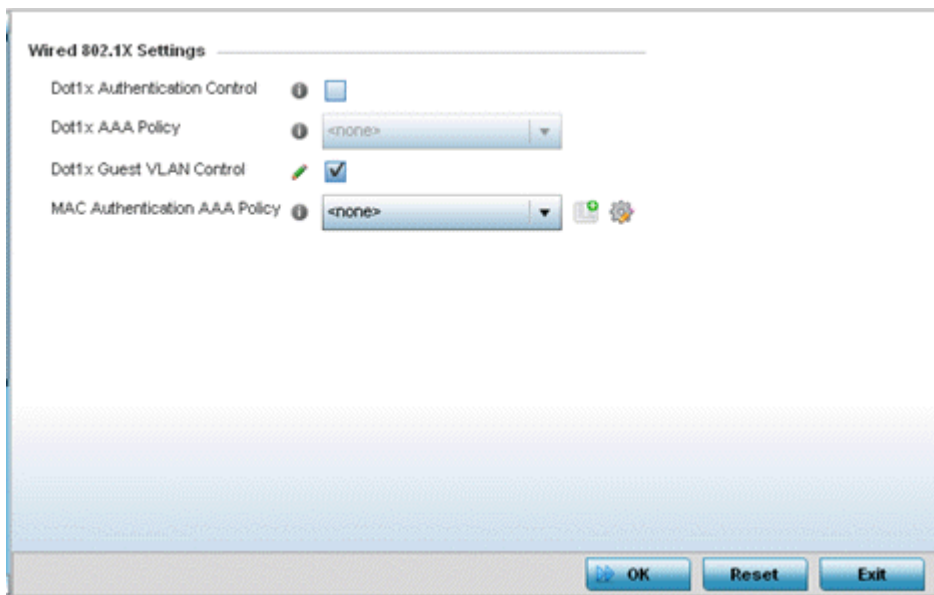 Wired 802.1X Settings
Dot1x Authentication Control
Dot1x AAA Policy <none>
Dot1x Guest VLAN Control
MAC Authentication AAA Policy <none>
OK Reset Exit